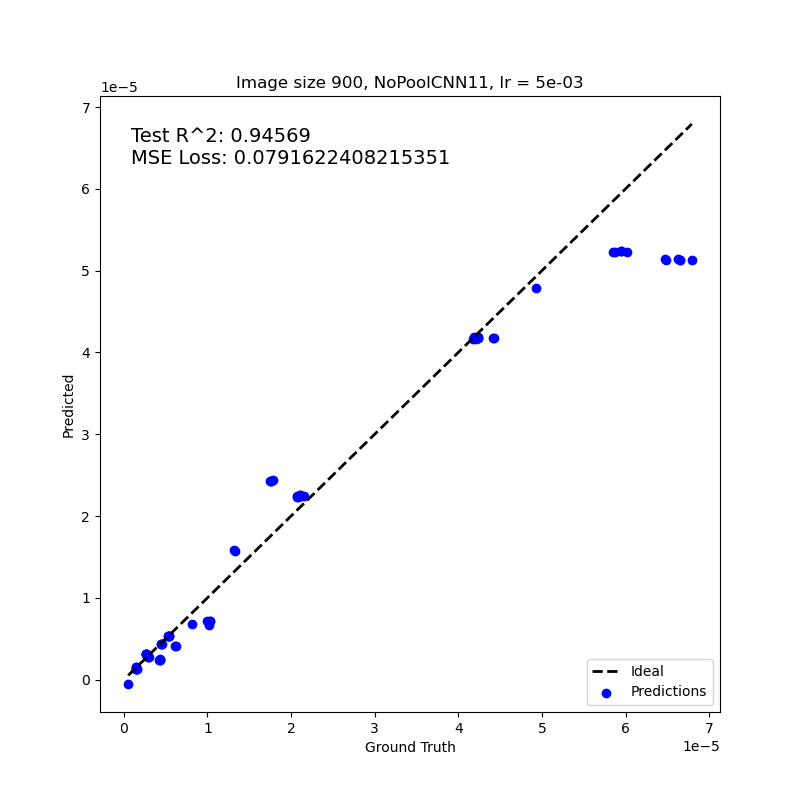 Image size 900, NoPoolCNN11, lr = 5e-03
1e−5
7
Test R^2: 0.94569
MSE Loss: 0.0791622408215351
6
5
4
Predicted
3
2
1
0
Ideal
Predictions
0 1 2 3 4 5 6 7
Ground Truth
1e−5